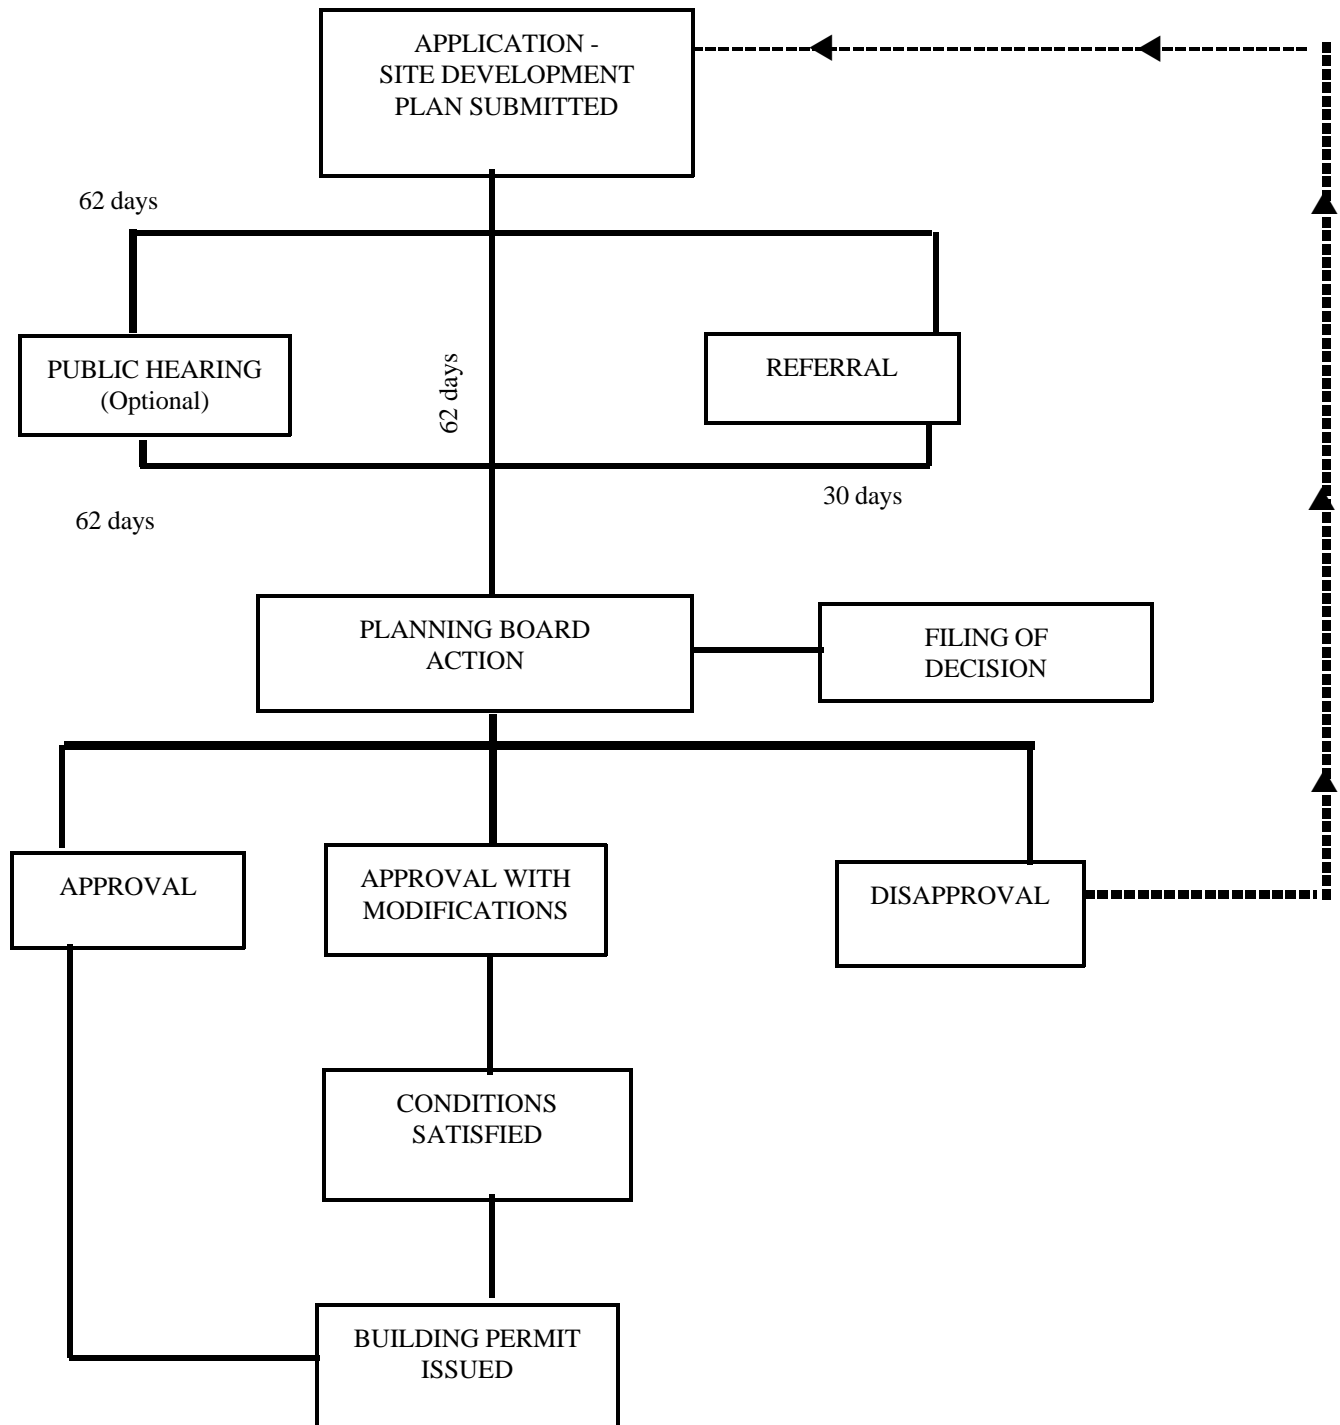 APPLICATION -
SITE DEVELOPMENT
PLAN SUBMITTED
62 days
PUBLIC HEARING
(Optional)
62 days
REFERRAL
62 days
30 days
PLANNING BOARD
ACTION
FILING OF
DECISION
APPROVAL
APPROVAL WITH
MODIFICATIONS
DISAPPROVAL
CONDITIONS
SATISFIED
BUILDING PERMIT
ISSUED